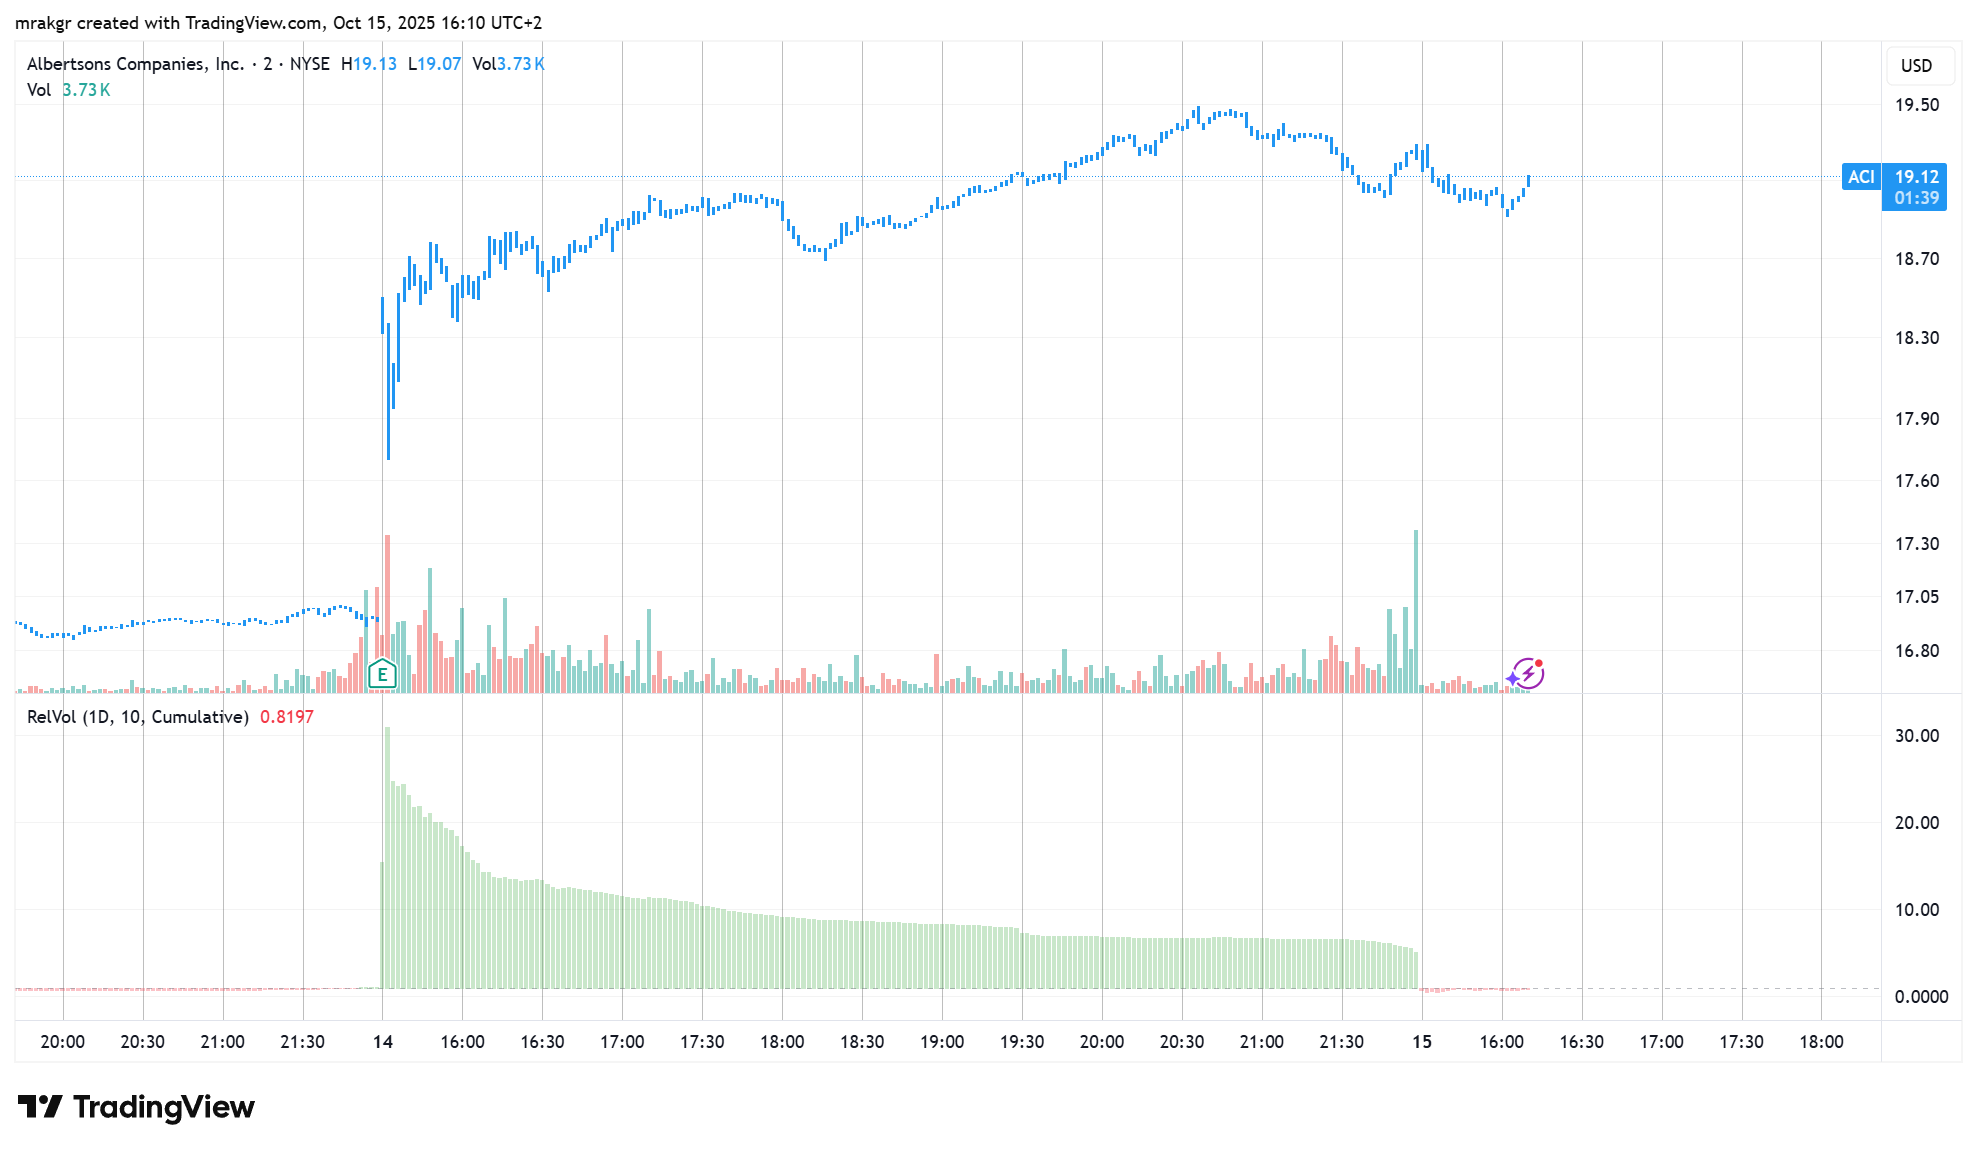 mrakgr created with TradingView.com, Oct 15, 2025 16:10 UTC+2
Albertsons Companies, Inc. · 2 · NYSE H19.13 L19.07 Vol3.73 K
Vol 3.73 K
USD
19.50
ACI 19.12
01:39
18.70
18.30
17.90
17.60
17.30
17.05
16.80
E
RelVol (1D, 10, Cumulative) 0.8197
30.00
20.00
10.00
0.0000
20:00 20:30 21:00 21:30 14 16:00 16:30 17:00 17:30 18:00 18:30 19:00 19:30 20:00 20:30 21:00 21:30 15 16:00 16:30 17:00 17:30 18:00
TradingView